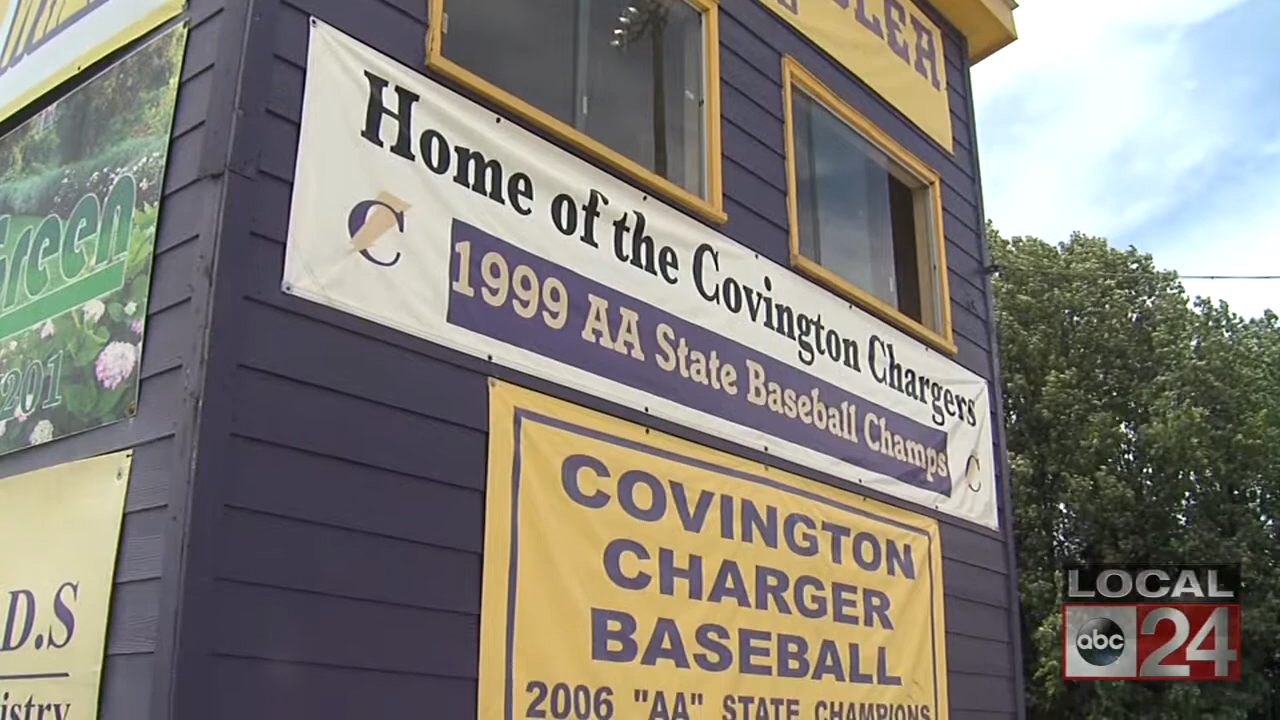 Home of the Covington Chargers
C
1999 AA State Baseball Champs
C
COVINGTON
CHARGER
BASEBALL
2006 "AA" STATE CHAMPIONS
Green
201
D.S
LOCAL
abc 24